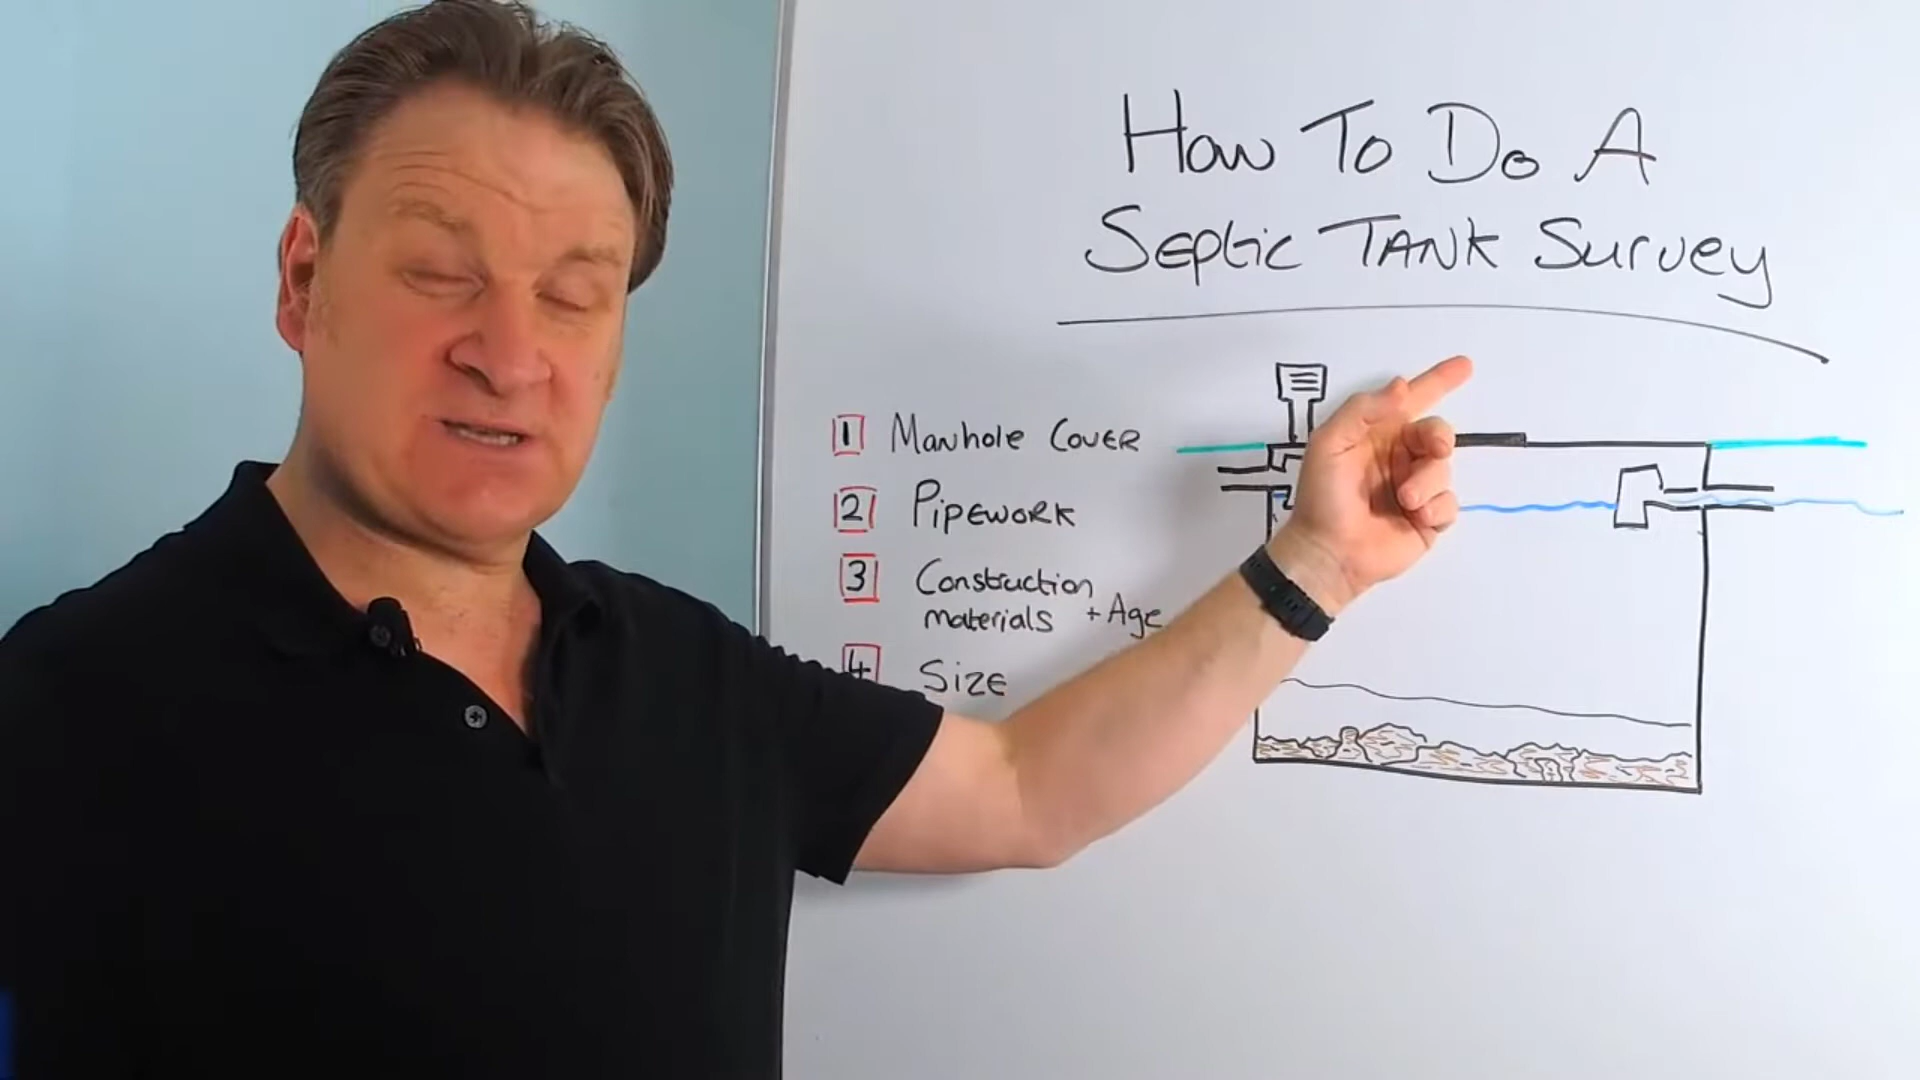 How To Do A
Septic TANK Survey
1 Manhole Cover
2 Pipework
3 Construction
materials + Age
4 Size